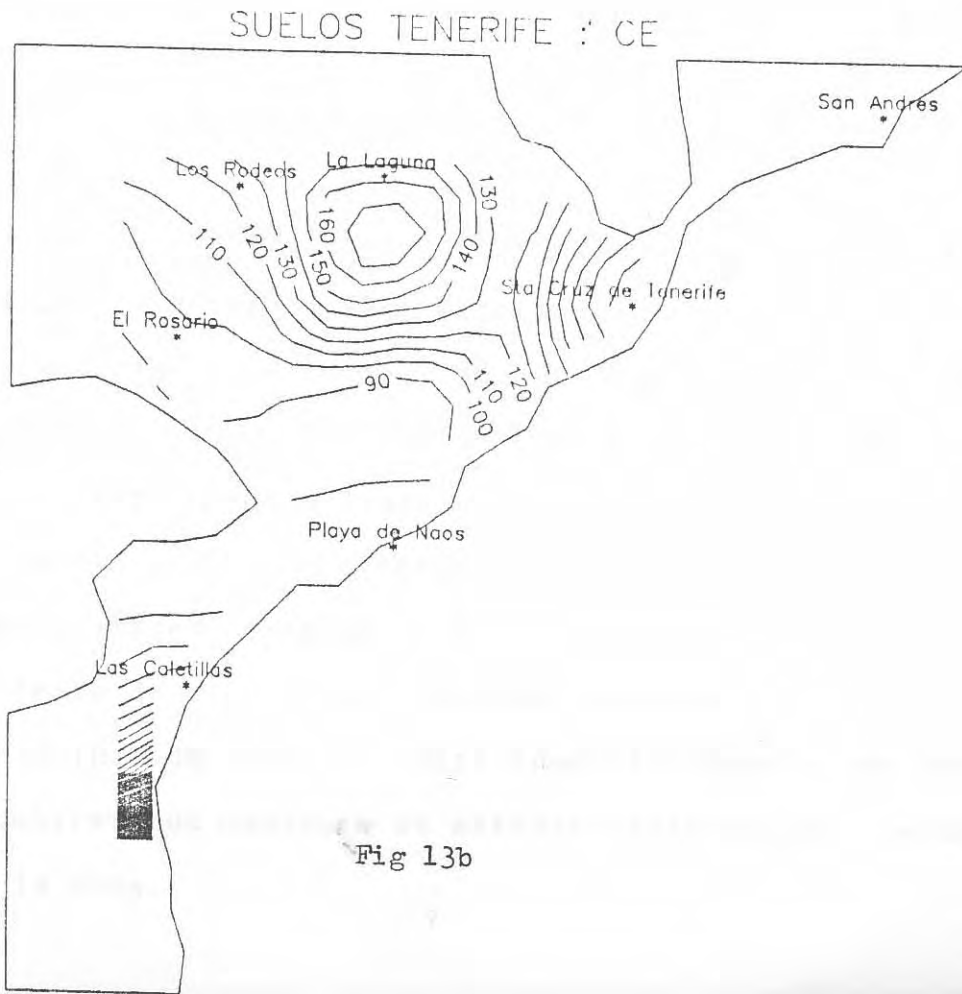 SUELOS TENERIFE : CE
San Andres
Los Rodeos
La Laguna
130
160
110
120
130
150
140
Sta Cruz de Tenerife
El Rosario
90
110
120
100
Playa de Naos
Las Caletillas
Fig 13b